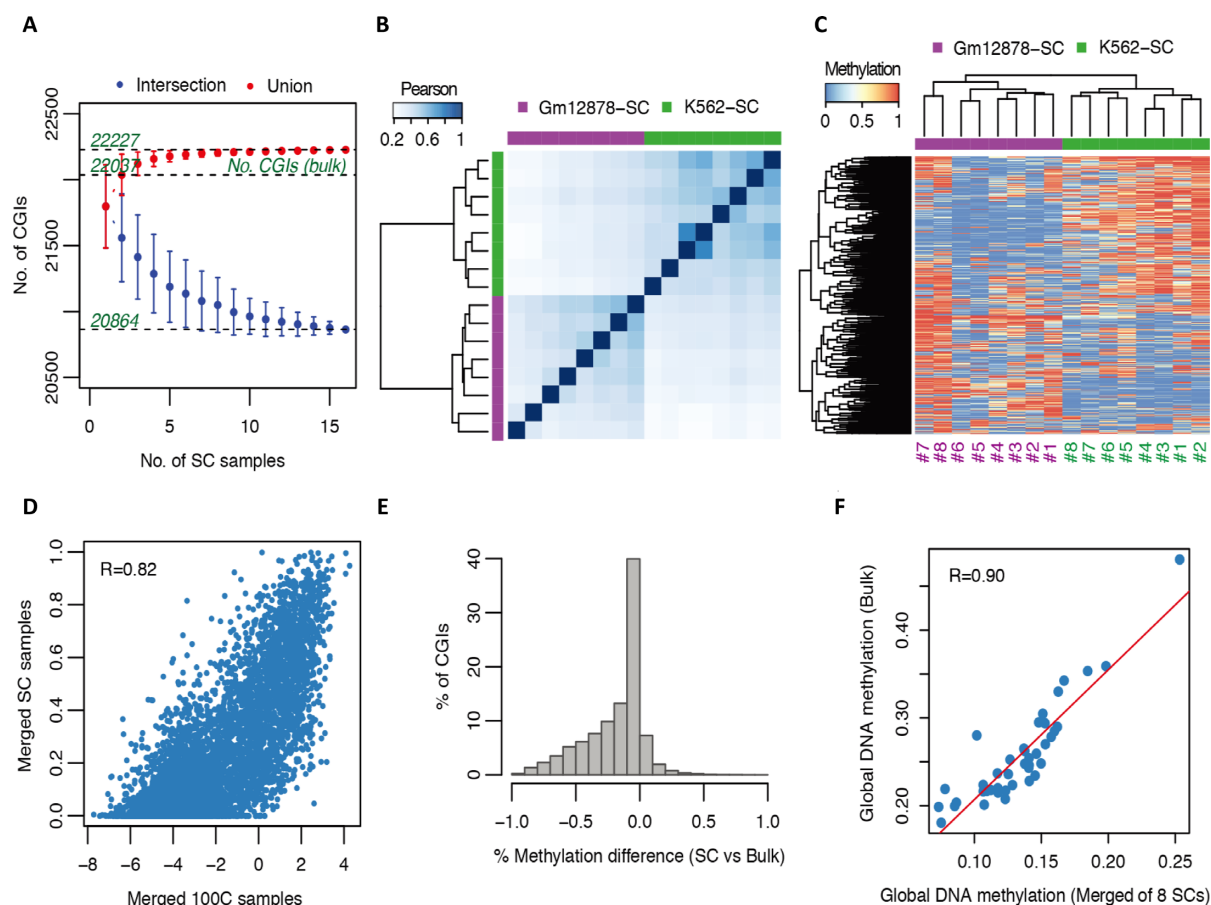 A
Intersection
Union
No. of CGIs
22500
21500
20500
22227
22037
No. CGIs (bulk)
20864
0
5
10
15
No. of SC samples
B
Pearson
0.2
0.6
1
Gm12878-SC
K562-SC
C
Gm12878-SC
K562-SC
Methylation
0
1
#7
#8
#6
#5
#4
#3
#2
#1
#8
#7
#6
#5
#4
#3
#1
#2
D
R=0.82
Merged SC samples
1.0
0.8
0.6
0.4
0.2
0.0
−8
−6
−4
−2
0
2
4
Merged 100C samples
E
% of CGIs
40
30
20
10
0
−1.0
−0.5
0.0
0.5
1.0
% Methylation difference (SC vs Bulk)
F
R=0.90
Global DNA methylation (Bulk)
0.40
0.30
0.20
0.10
0.15
0.20
0.25
Global DNA methylation (Merged of 8 SCs)